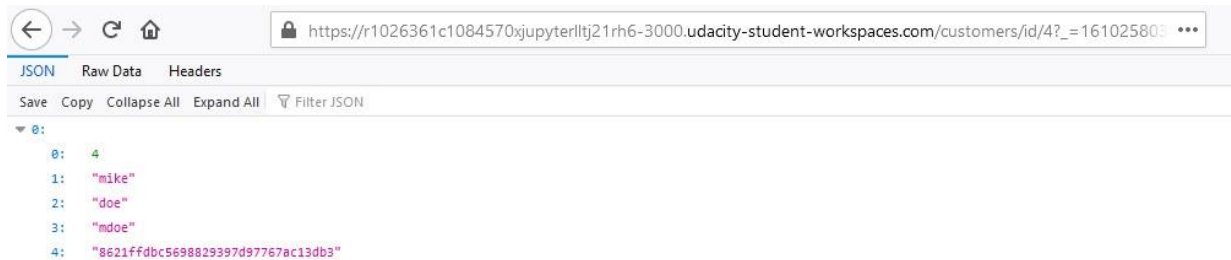 https://r1026361c1084570xjupyterlltj21rh6-3000.udacity-student-workspaces.com/customers/id/4?_=161025803
JSON Raw Data Headers
Save Copy Collapse All Expand All Filter JSON
0:
0: 4
1: "mike"
2: "doe"
3: "mdoe"
4: "8621ffdbc5698829397d97767ac13db3"